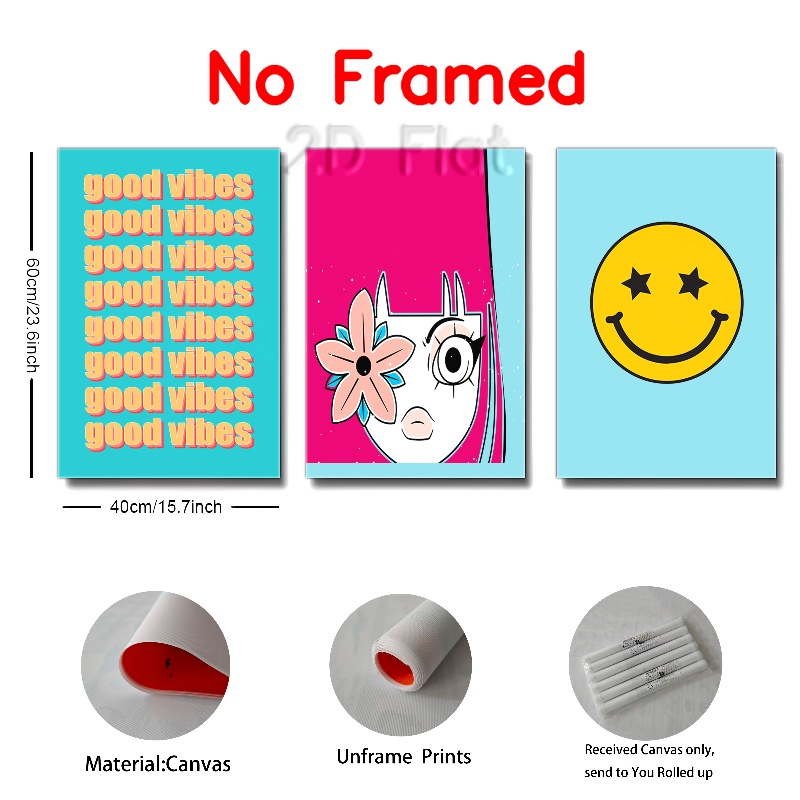 No Framed
2D Flat
good vibes
good vibes
good vibes
good vibes
good vibes
good vibes
good vibes
good vibes
60cm/23.6inch
40cm/15.7inch
Material:Canvas
Unframe Prints
Received Canvas only,
send to You Rolled up